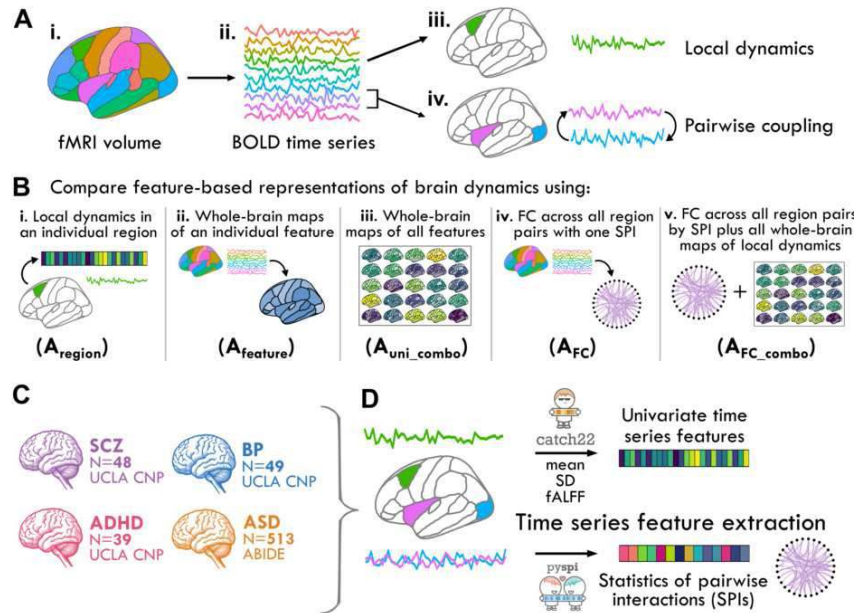 A
i.
ii.
iii.
Local dynamics
iv.
Pairwise coupling
fMRI volume
BOLD time series
B Compare feature-based representations of brain dynamics using:
i. Local dynamics in
an individual region
(Aregion)
ii. Whole-brain maps
of an individual feature
(Afeature)
iii. Whole-brain
maps of all features
(Auni_combo)
iv. FC across all region
pairs with one SPI
(AFC)
v. FC across all region pairs
by SPI plus all whole-brain
maps of local dynamics
+
(AFC_combo)
C
SCZ
N=48
UCLA CNP
BP
N=49
UCLA CNP
ADHD
N=39
UCLA CNP
ASD
N=513
ABIDE
D
catch22
mean
SD
fALFF
Univariate time
series features
Time series feature extraction
pyspi
Statistics of pairwise
interactions (SPIs)